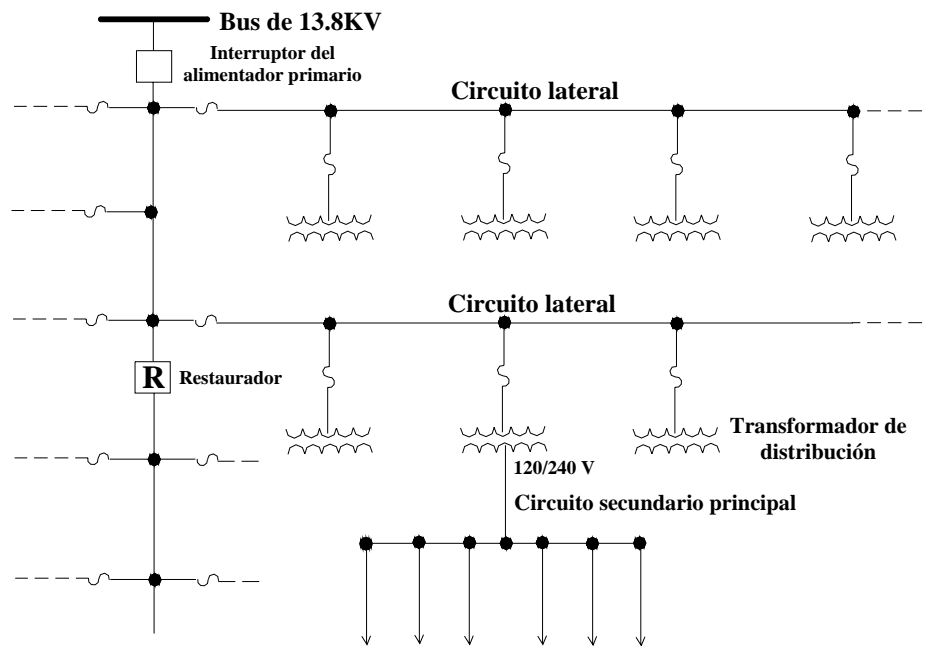 Bus de 13.8KV
Interruptor del
alimentador primario
Circuito lateral
Circuito lateral
R
Restaurador
Transformador de
distribución
120/240 V
Circuito secundario principal